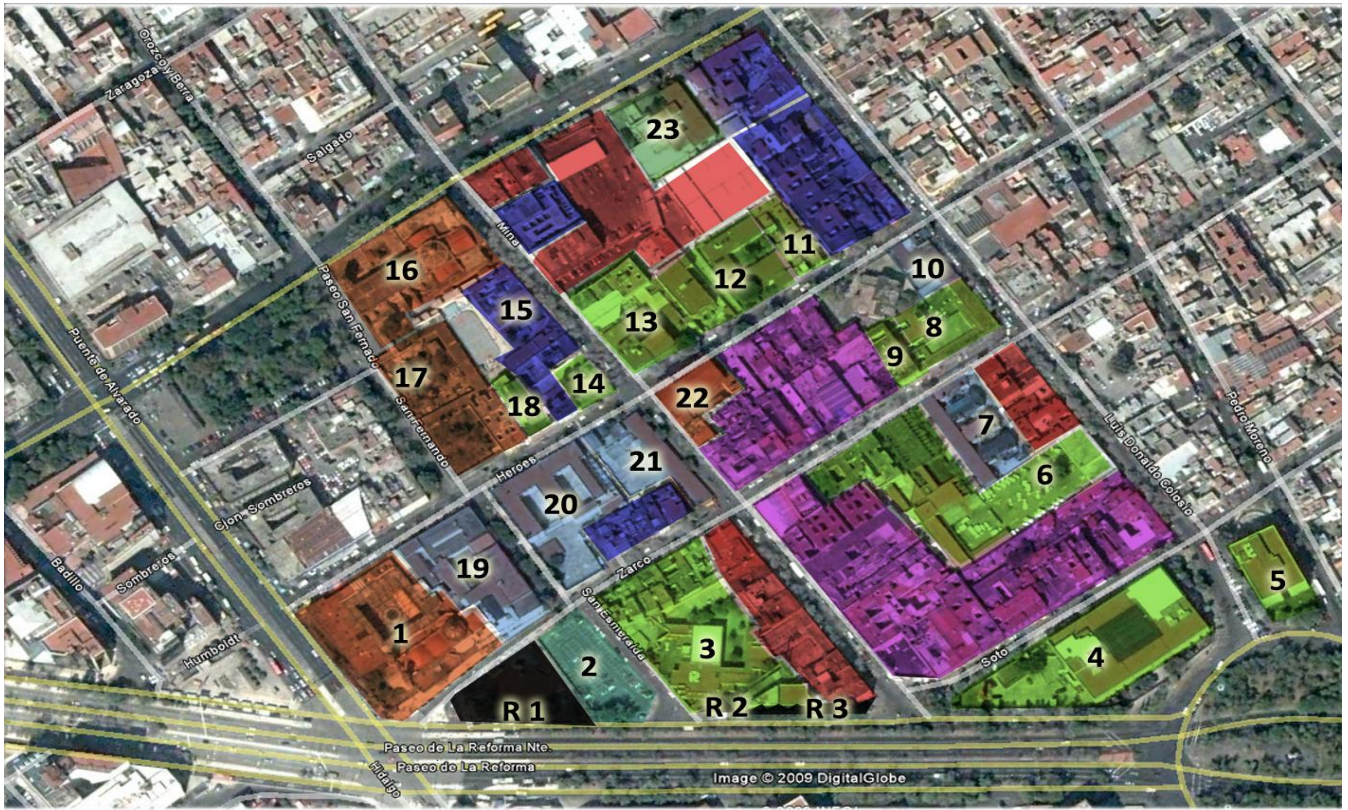 Orozco y Berra
Zaragoza
Salgado
23
Mina
16
11
10
12
15
13
8
Paseo San Fernado
9
17
14
18
22
Puente de Alvarado
San Fernando
Heroes
7
Luis Donaldo Colosio
Pedro Moreno
21
6
20
Cjon. Sombreros
Sombreros
Badillo
Zarco
19
5
San Esmeralda
1
Humboldt
2
3
4
Soto
R 1
R 2
R 3
Paseo de La Reforma Nte.
Paseo de La Reforma
Hidalgo
Image © 2009 DigitalGlobe